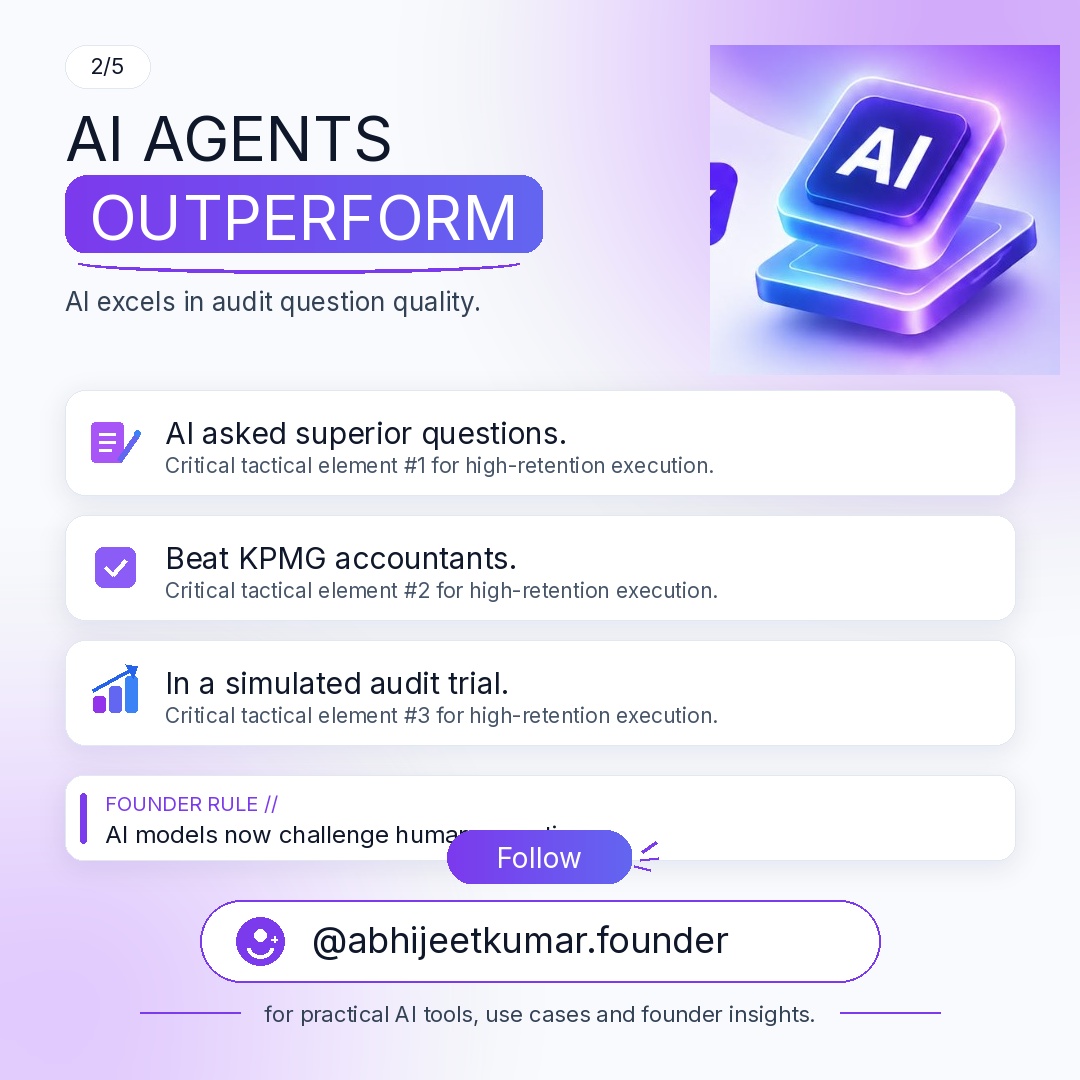 2/5
AI AGENTS
OUTPERFORM
AI excels in audit question quality.
AI
AI asked superior questions.
Critical tactical element #1 for high-retention execution.
Beat KPMG accountants.
Critical tactical element #2 for high-retention execution.
In a simulated audit trial.
Critical tactical element #3 for high-retention execution.
FOUNDER RULE //
AI models now challenge human
Follow
@abhijeetkumar.founder
for practical AI tools, use cases and founder insights.